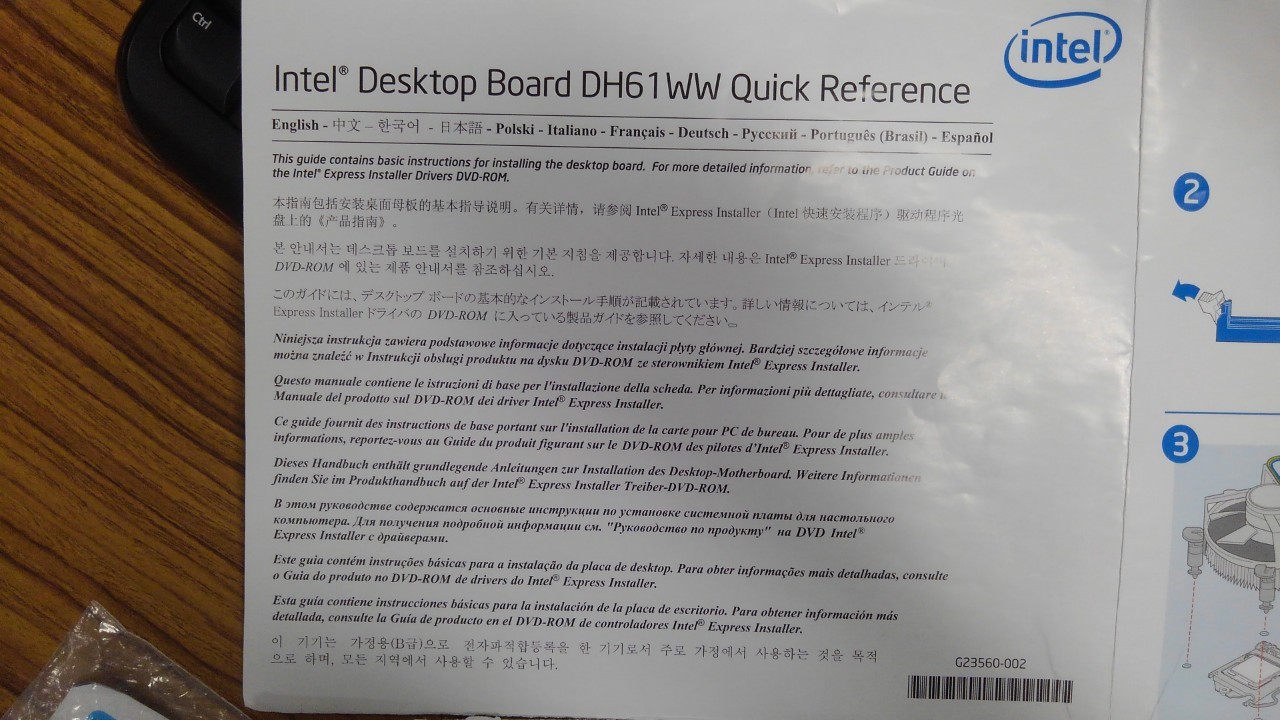 Ctrl
intel®
Intel® Desktop Board DH61WW Quick Reference
English - 中文 – 한국어 - 日本語 - Polski - Italiano - Français - Deutsch - Русский - Português (Brasil) - Español
This guide contains basic instructions for installing the desktop board. For more detailed information, refer to the Product Guide on
the Intel® Express Installer Drivers DVD-ROM.
本指南包括安装桌面母板的基本指导说明。有关详情，请参阅 Intel® Express Installer（Intel 快速安装程序）驱动程序光
盘上的《产品指南》。
본 안내서는 데스크톱 보드를 설치하기 위한 기본 지침을 제공합니다. 자세한 내용은 Intel® Express Installer 드라이버
DVD-ROM 에 있는 제품 안내서를 참조하십시오.
このガイドには、デスクトップ ボードの基本的なインストール手順が記載されています。詳しい情報については、インテル®
Express Installer ドライバの DVD-ROM に入っている製品ガイドを参照してください。
Niniejsza instrukcja zawiera podstawowe informacje dotyczące instalacji płyty głównej. Bardziej szczegółowe informacje
można znaleźć w Instrukcji obsługi produktu na dysku DVD-ROM ze sterownikiem Intel® Express Installer.
Questo manuale contiene le istruzioni di base per l'installazione della scheda. Per informazioni più dettagliate, consultare
Manuale del prodotto sul DVD-ROM dei driver Intel® Express Installer.
Ce guide fournit des instructions de base portant sur l'installation de la carte pour PC de bureau. Pour de plus amples
informations, reportez-vous au Guide du produit figurant sur le DVD-ROM des pilotes d'Intel® Express Installer.
Dieses Handbuch enthält grundlegende Anleitungen zur Installation des Desktop-Motherboard. Weitere Informationen
finden Sie im Produkthandbuch auf der Intel® Express Installer Treiber-DVD-ROM.
В этом руководстве содержатся основные инструкции по установке системной платы для настольного
компьютера. Для получения подробной информации см. "Руководство по продукту" на DVD Intel®
Express Installer с драйверами.
Este guia contém instruções básicas para a instalação da placa de desktop. Para obter informações mais detalhadas, consulte
o Guia do produto no DVD-ROM de drivers do Intel® Express Installer.
Esta guía contiene instrucciones básicas para la instalación de la placa de escritorio. Para obtener información más
detallada, consulte la Guía de producto en el DVD-ROM de controladores Intel® Express Installer.
이 기기는 가정용(B급)으로 전자파적합등록을 한 기기로서 주로 가정에서 사용하는 것을 목적
으로 하며, 모든 지역에서 사용할 수 있습니다.
G23560-002
2
3